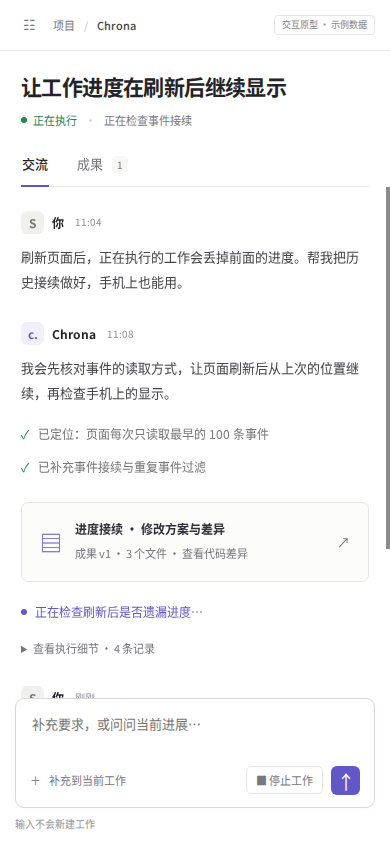 项目 / Chrona
交互原型 • 示例数据
让工作进度在刷新后继续显示
正在执行 · 正在检查事件接续
交流 成果 1
S 你 11:04
刷新页面后，正在执行的工作会丢掉前面的进度。帮我把历
史接续做好，手机上也能用。
c. Chrona 11:08
我会先核对事件的读取方式，让页面刷新后从上次的位置继
续，再检查手机上的显示。
✓ 已定位：页面每次只读取最早的 100 条事件
✓ 已补充事件接续与重复事件过滤
进度接续 • 修改方案与差异
成果 v1 • 3 个文件 • 查看代码差异
正在检查刷新后是否遗漏进度…
查看执行细节 • 4 条记录
S 你 刚刚
补充要求，或问问当前进展…
+ 补充到当前工作
停止工作
输入不会新建工作